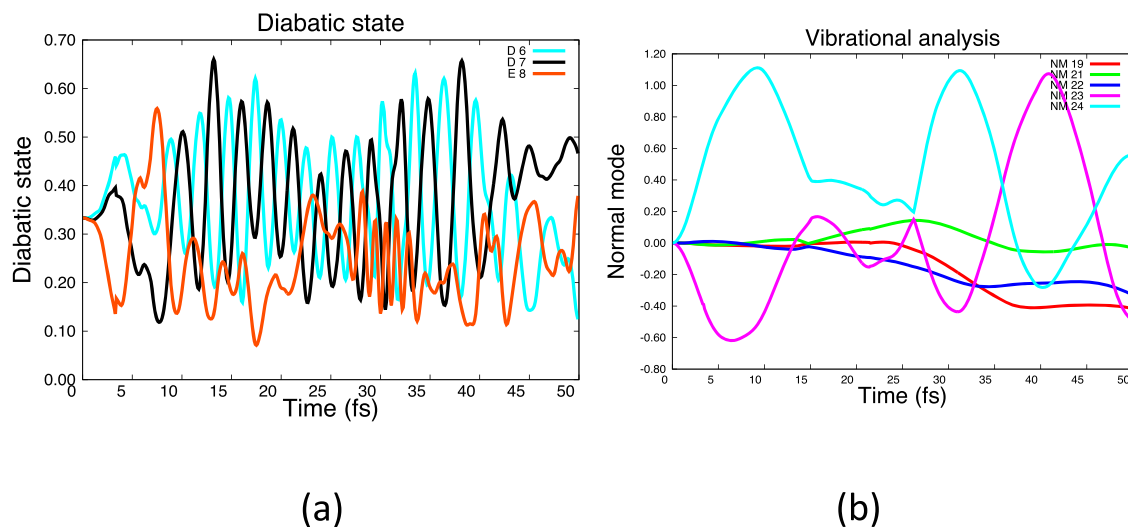 Diabatic state
D 6
D 7
E 8
0.70
0.60
0.50
0.40
0.30
0.20
0.10
0.00
Diabatic state
0 5 10 15 20 25 30 35 40 45 50
Time (fs)
(a)
Vibrational analysis
NM 19
NM 21
NM 22
NM 23
NM 24
1.20
1.00
0.80
0.60
0.40
0.20
0.00
-0.20
-0.40
-0.60
-0.80
Normal mode
0 5 10 15 20 25 30 35 40 45 50
Time (fs)
(b)